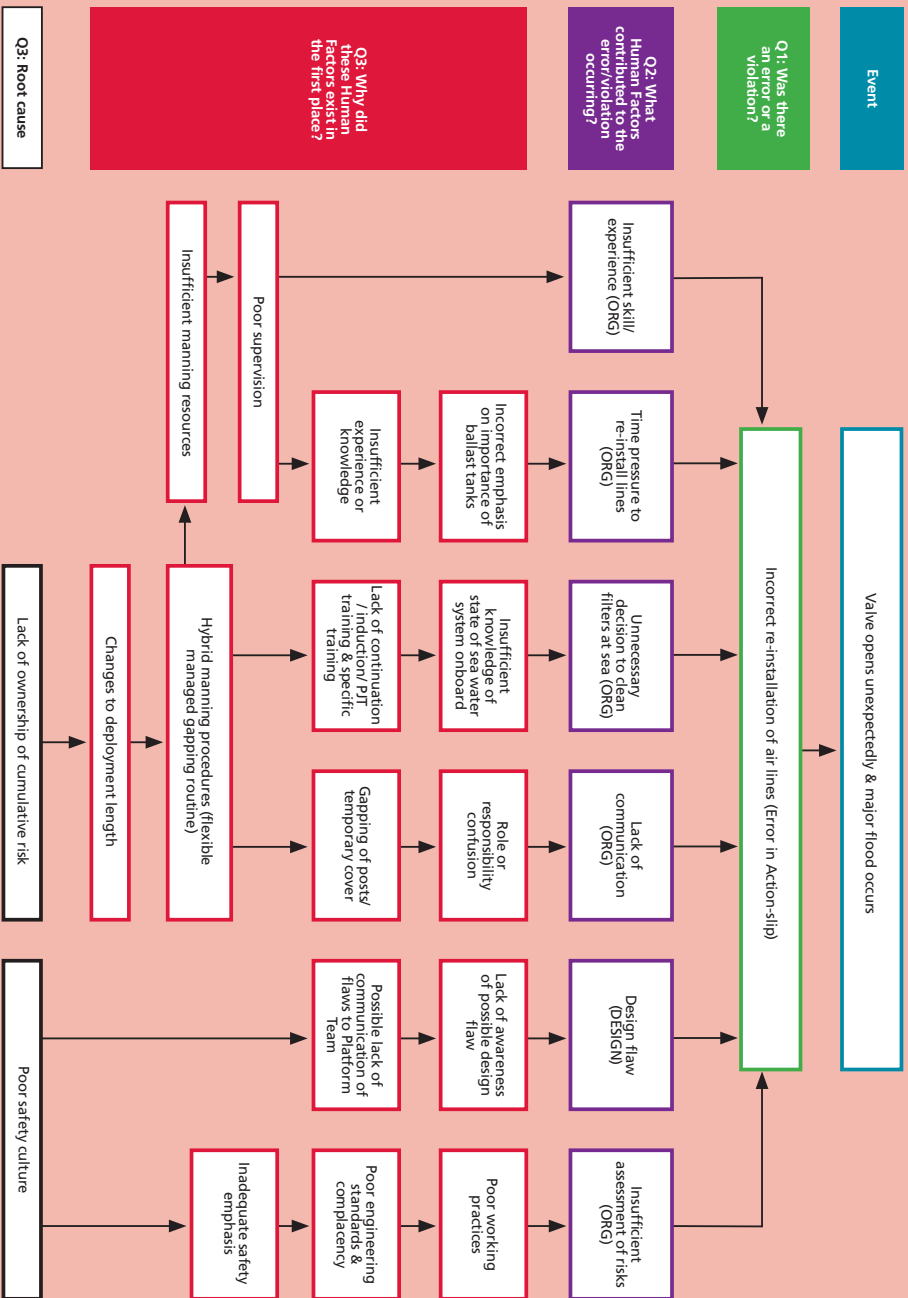 Event
Valve opens unexpectedly & major flood occurs
Q1: Was there
an error or a
violation?
Incorrect re-installation of air lines (Error in Action-slip)
Q2: What
Human Factors
contributed to the
error/violation
occurring?
Insufficient skill/
experience (ORG)
Time pressure to
re-install lines
(ORG)
Unnecessary
decision to clean
filters at sea (ORG)
Lack of
communication
(ORG)
Design flaw
(DESIGN)
Insufficient
assessment of risks
(ORG)
Q3: Why did
these Human
Factors exist in
the first place?
Incorrect emphasis
on importance of
ballast tanks
Insufficient
knowledge of
state of sea water
system onboard
Role or
responsibility
confusion
Lack of awareness
of possible design
flaw
Poor working
practices
Insufficient
experience or
knowledge
Lack of continuation
/ induction/ PJT
training & specific
training
Gapping of posts/
temporary cover
Possible lack of
communication of
flaws to Platform
Team
Poor engineering
standards &
complacency
Poor supervision
Insufficient manning resources
Hybrid manning procedures (flexible
managed gapping routine)
Inadequate safety
emphasis
Changes to deployment length
Q3: Root cause
Lack of ownership of cumulative risk
Poor safety culture